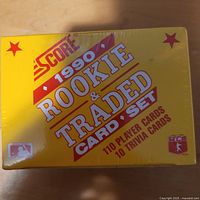 SCORE
1990
ROOKIE
&
TRADED
CARD • SET
110 PLAYER CARDS
10 TRIVIA CARDS